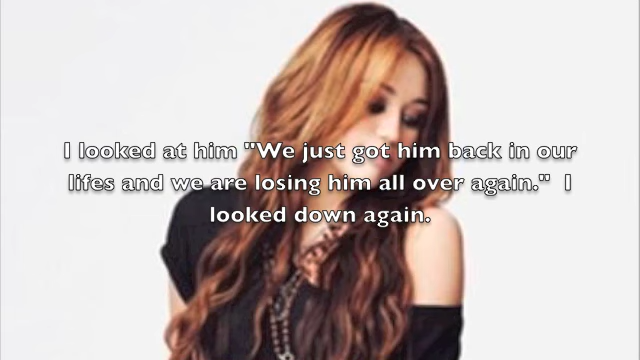 I looked at him "We just got him back in our
lifes and we are losing him all over again."  I
looked down again.